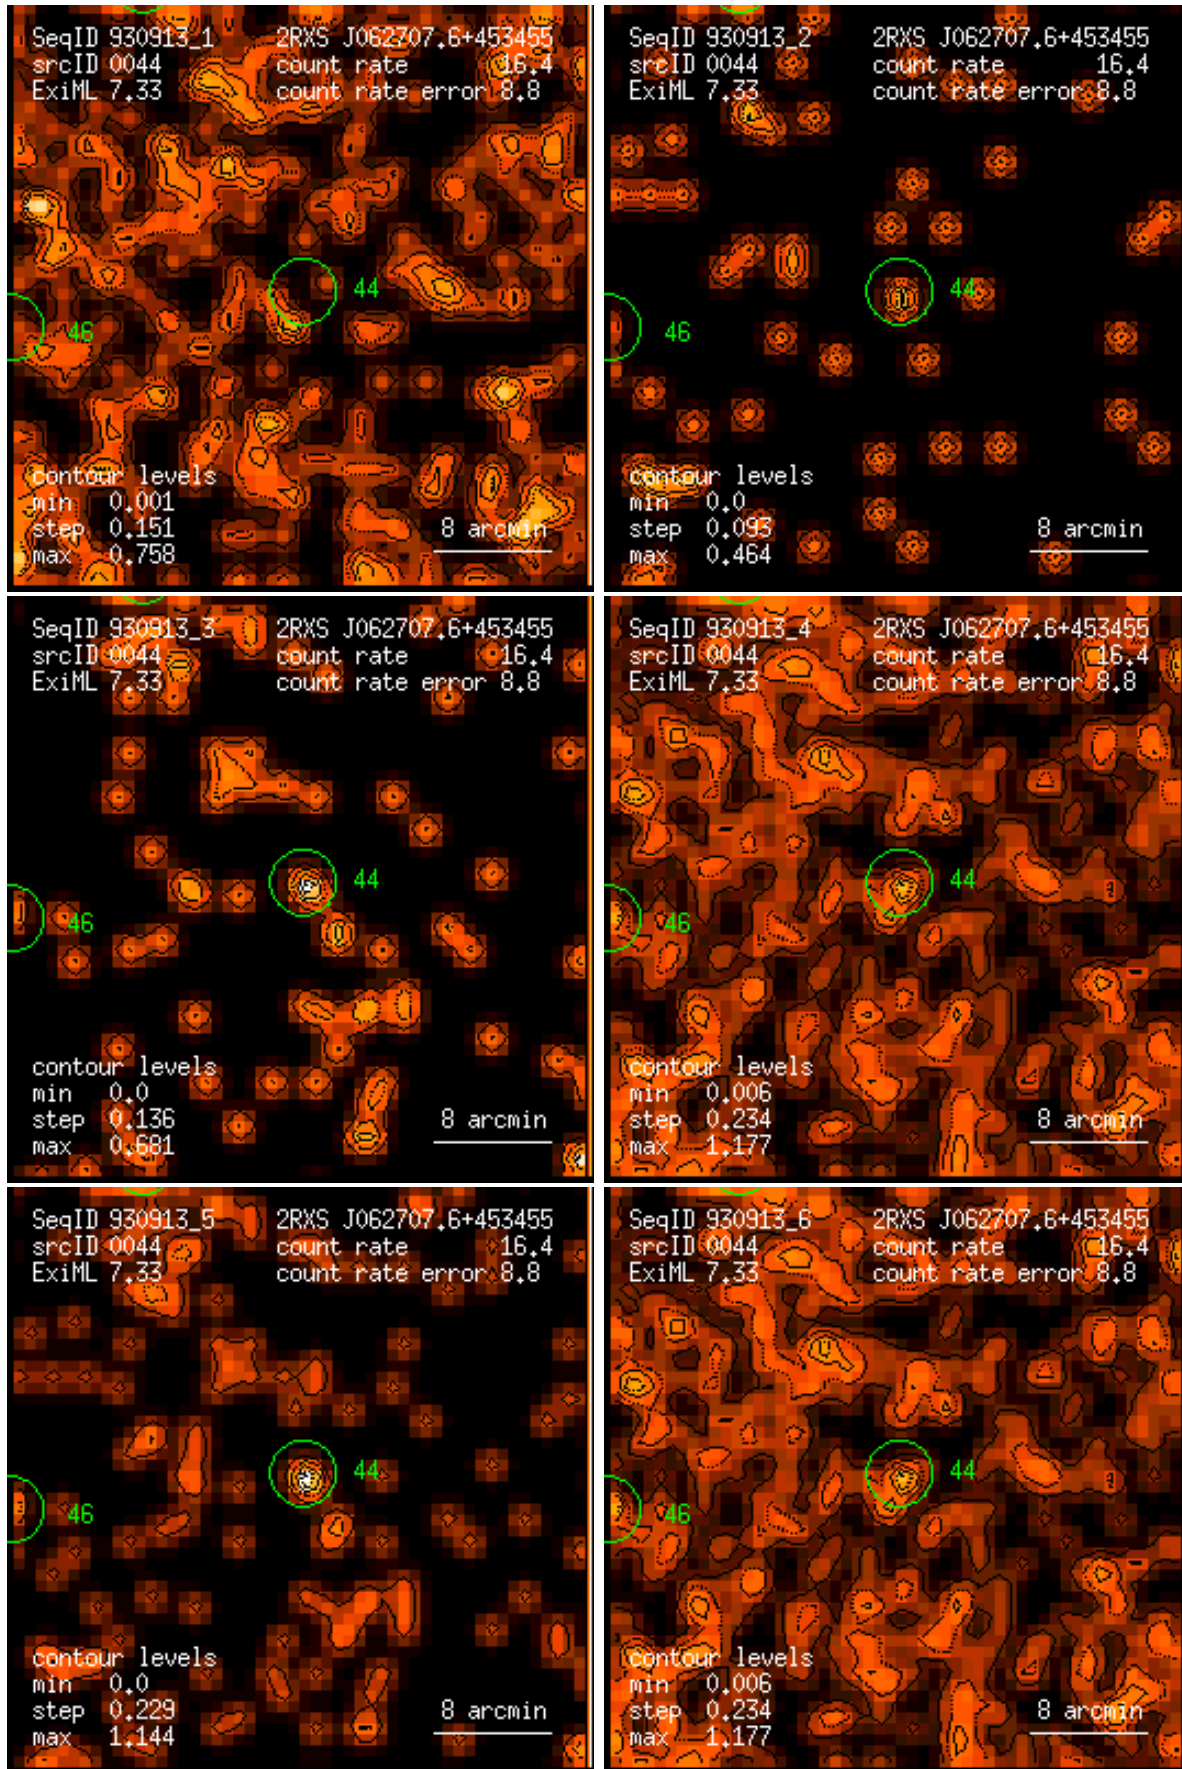 SeqID 930913_1 2RXS J062707.6+453455
srcID 0044 count rate 16.4
ExiML 7.33 count rate error 8.8
44
46
contour levels
min 0.001
step 0.151 8 arcmin
max 0.758
SeqID 930913_2 2RXS J062707.6+453455
srcID 0044 count rate 16.4
ExiML 7.33 count rate error 8.8
44
46
contour levels
min 0.0
step 0.093 8 arcmin
max 0.464
SeqID 930913_3 2RXS J062707.6+453455
srcID 0044 count rate 16.4
ExiML 7.33 count rate error 8.8
44
46
contour levels
min 0.0
step 0.136 8 arcmin
max 0.681
SeqID 930913_4 2RXS J062707.6+453455
srcID 0044 count rate 16.4
ExiML 7.33 count rate error 8.8
44
46
contour levels
min 0.006
step 0.234 8 arcmin
max 1.177
SeqID 930913_5 2RXS J062707.6+453455
srcID 0044 count rate 16.4
ExiML 7.33 count rate error 8.8
44
46
contour levels
min 0.0
step 0.229 8 arcmin
max 1.144
SeqID 930913_6 2RXS J062707.6+453455
srcID 0044 count rate 16.4
ExiML 7.33 count rate error 8.8
44
46
contour levels
min 0.006
step 0.234 8 arcmin
max 1.177